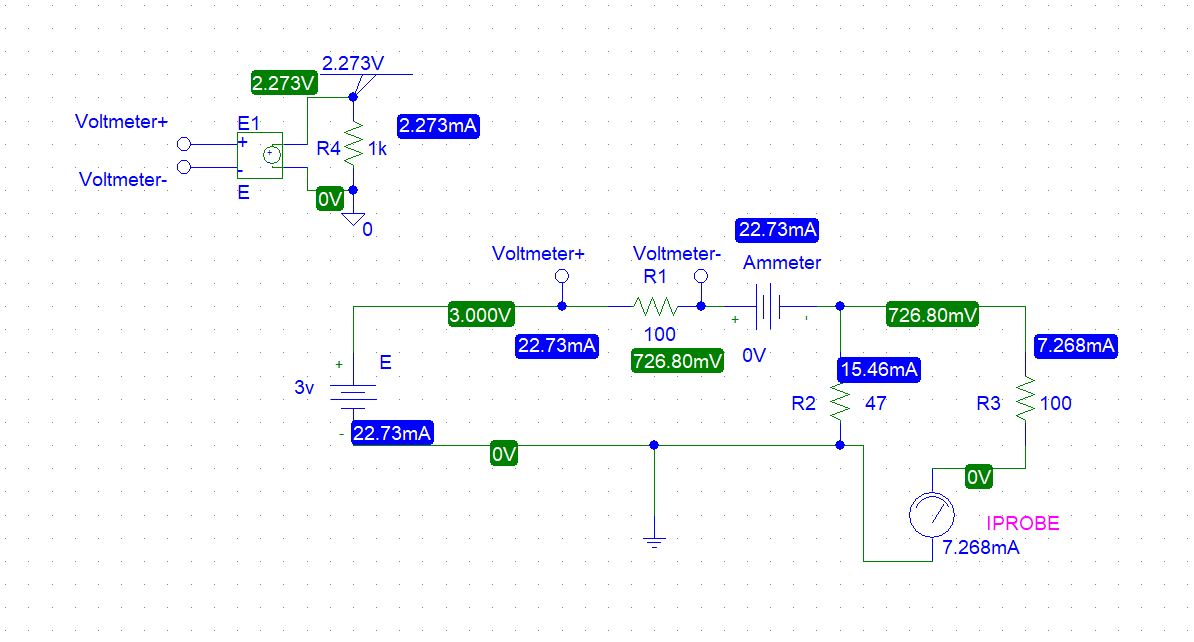 2.273V
2.273V
Voltmeter+
E1
2.273mA
+
+
R4
1k
-
Voltmeter-
E
0V
0
22.73mA
Voltmeter+
Voltmeter-
Ammeter
R1
3.000V
726.80mV
+
-
100
22.73mA
7.268mA
726.80mV
0V
+
E
15.46mA
3v
R2
47
R3
100
-
22.73mA
0V
0V
IPROBE
7.268mA